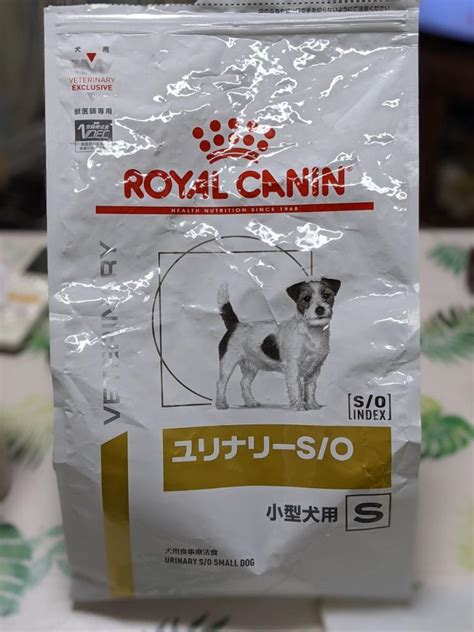 犬用
VETERINARY
EXCLUSIVE
獣医師専用
ROYAL CANIN
HEALTH NUTRITION SINCE 1968
VETERINARY
S/O
INDEX
ユリナリーS/O
小型犬用 S
犬用食事療法食
URINARY S/O SMALL DOG